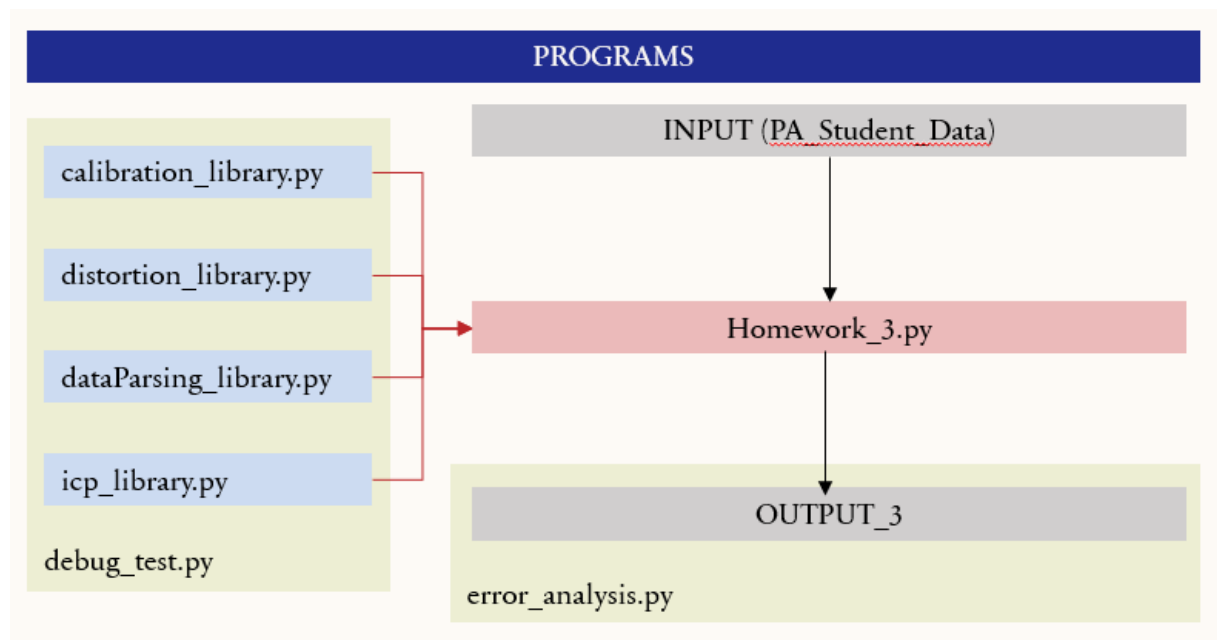 PROGRAMS
calibration_library.py
distortion_library.py
dataParsing_library.py
icp_library.py
debug_test.py
INPUT (PA_Student_Data)
Homework_3.py
OUTPUT_3
error_analysis.py